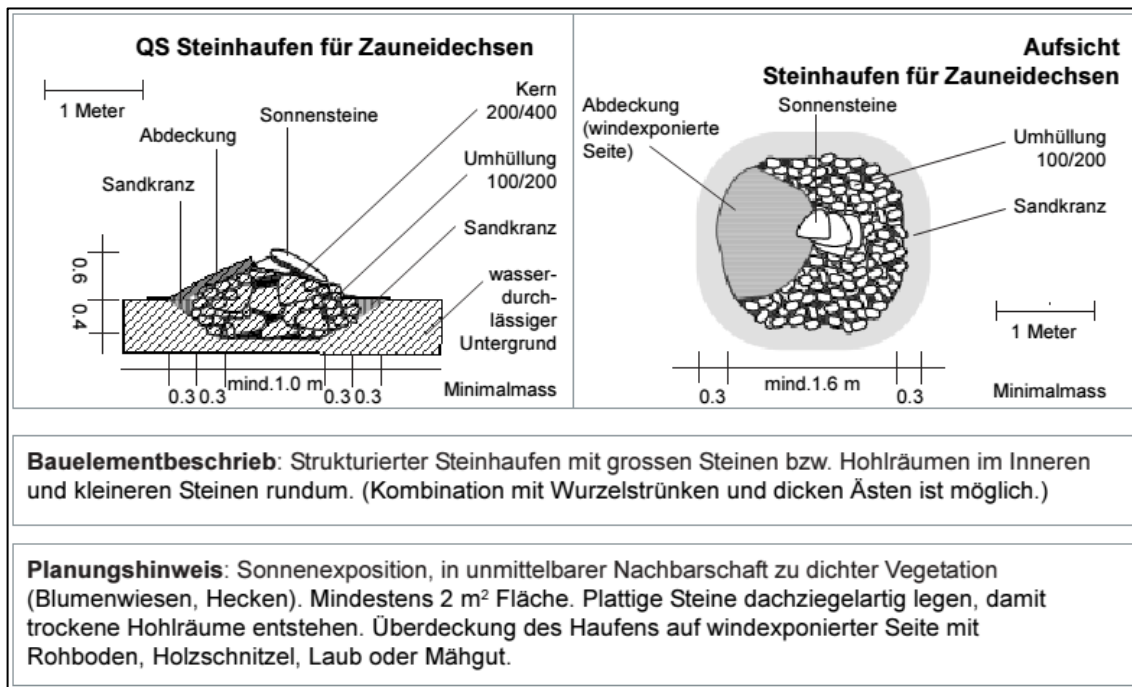 QS Steinhaufen für Zauneidechsen
1 Meter
Abdeckung
Sonnensteine
Kern
200/400
Sandkranz
Umhüllung
100/200
Sandkranz
wasser-
durch-
lässiger
Untergrund
0.6
0.4
mind.1.0 m
0.3 0.3
0.3 0.3
Minimalmass
Aufsicht
Steinhaufen für Zauneidechsen
Abdeckung
(windexponierte
Seite)
Sonnensteine
Umhüllung
100/200
Sandkranz
1 Meter
mind.1.6 m
0.3
0.3
Minimalmass
Bauelementbeschrieb: Strukturierter Steinhaufen mit grossen Steinen bzw. Hohlräumen im Inneren
und kleineren Steinen rundum. (Kombination mit Wurzelstrünken und dicken Ästen ist möglich.)
Planungshinweis: Sonnenexposition, in unmittelbarer Nachbarschaft zu dichter Vegetation
(Blumenwiesen, Hecken). Mindestens 2 m² Fläche. Plattige Steine dachziegelartig legen, damit
trockene Hohlräume entstehen. Überdeckung des Haufens auf windexponierter Seite mit
Rohboden, Holzschnitzel, Laub oder Mähgut.